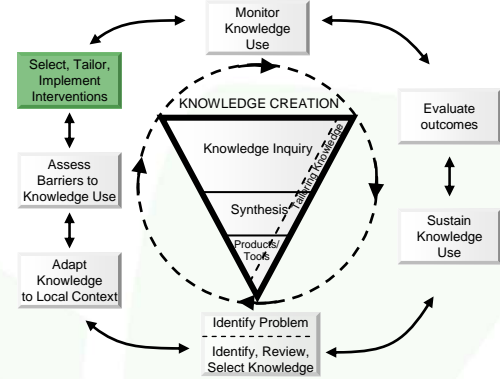 Monitor
Knowledge
Use
Select, Tailor,
Implement
Interventions
KNOWLEDGE CREATION
Evaluate
outcomes
Knowledge Inquiry
Tailoring Knowledge
Assess
Barriers to
Knowledge Use
Synthesis
Sustain
Knowledge
Use
Products/
Tools
Adapt
Knowledge
to Local Context
Identify Problem
Identify, Review,
Select Knowledge